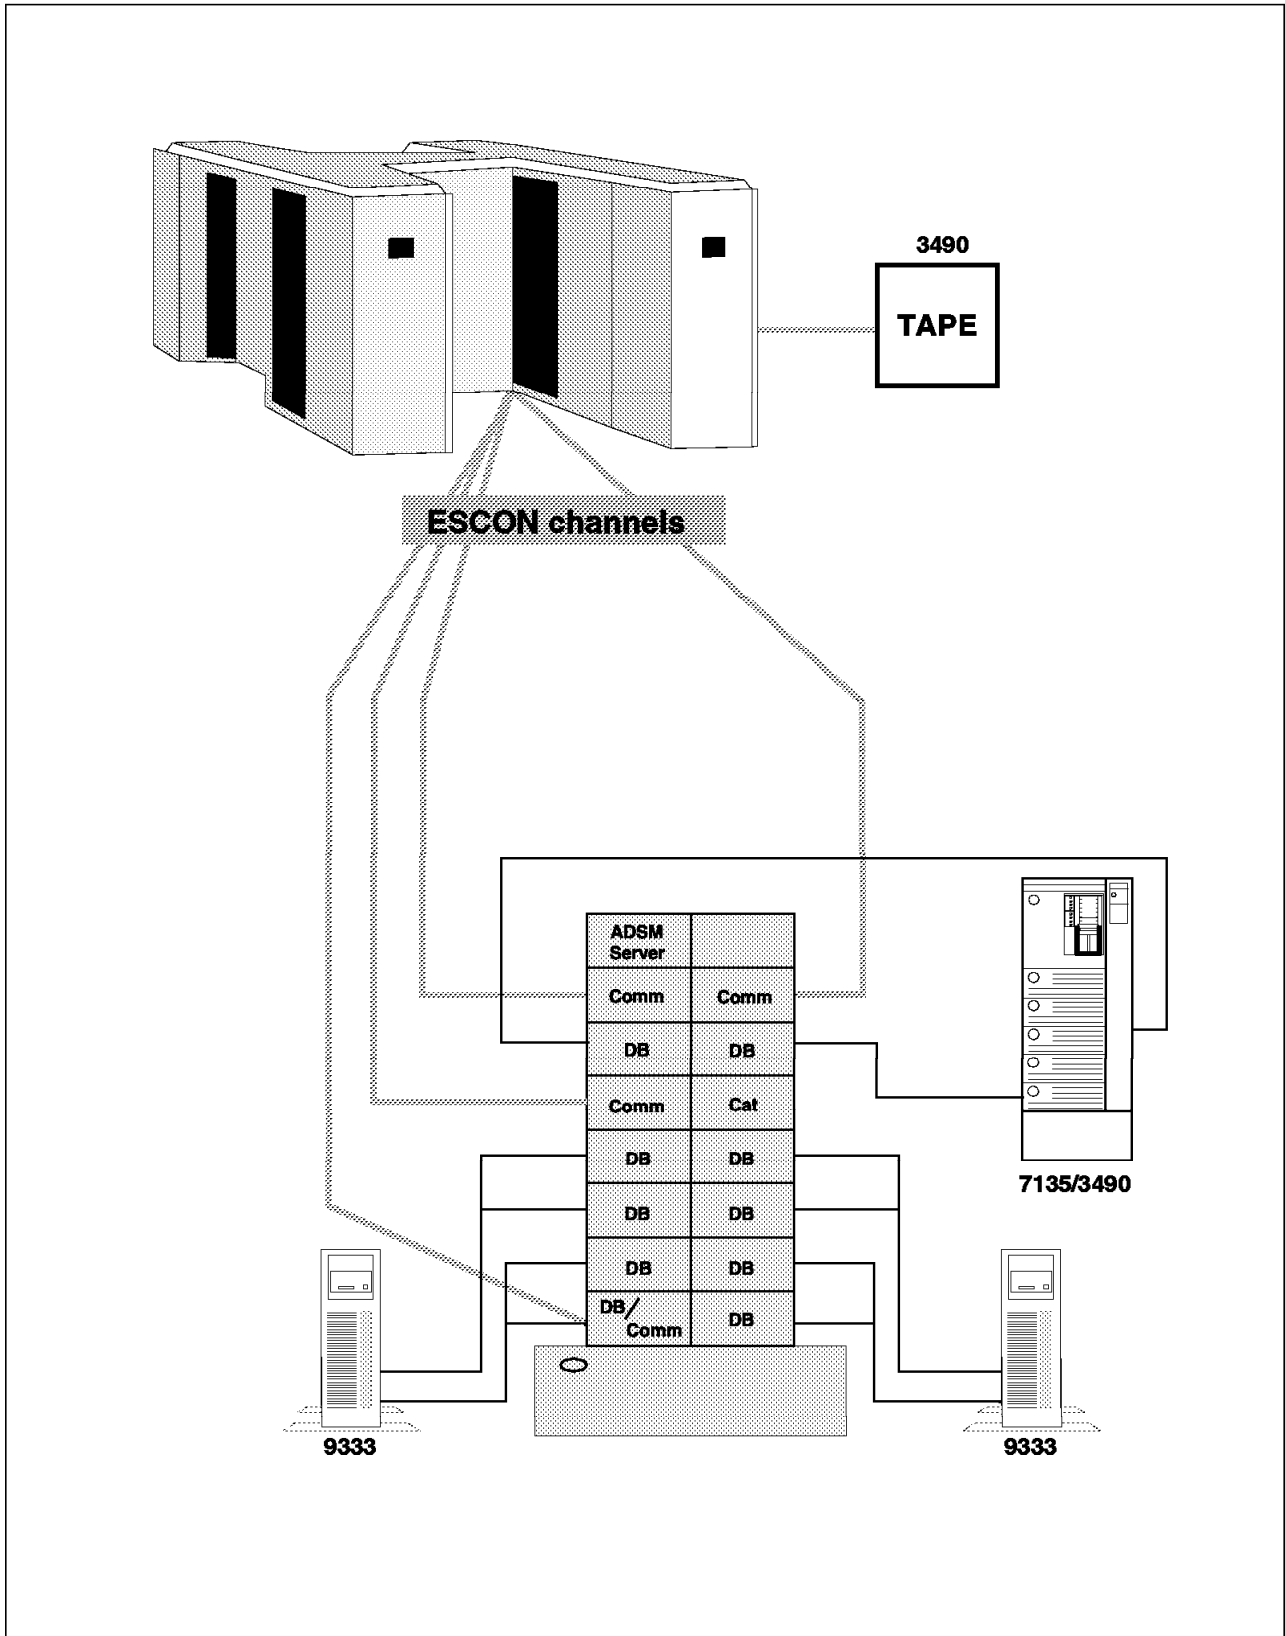 3490
TAPE
ESCON channels
ADSM
Server
Comm
Comm
DB
DB
Comm
Cat
DB
DB
DB
DB
DB
DB
DB/
Comm
DB
7135/3490
9333
9333